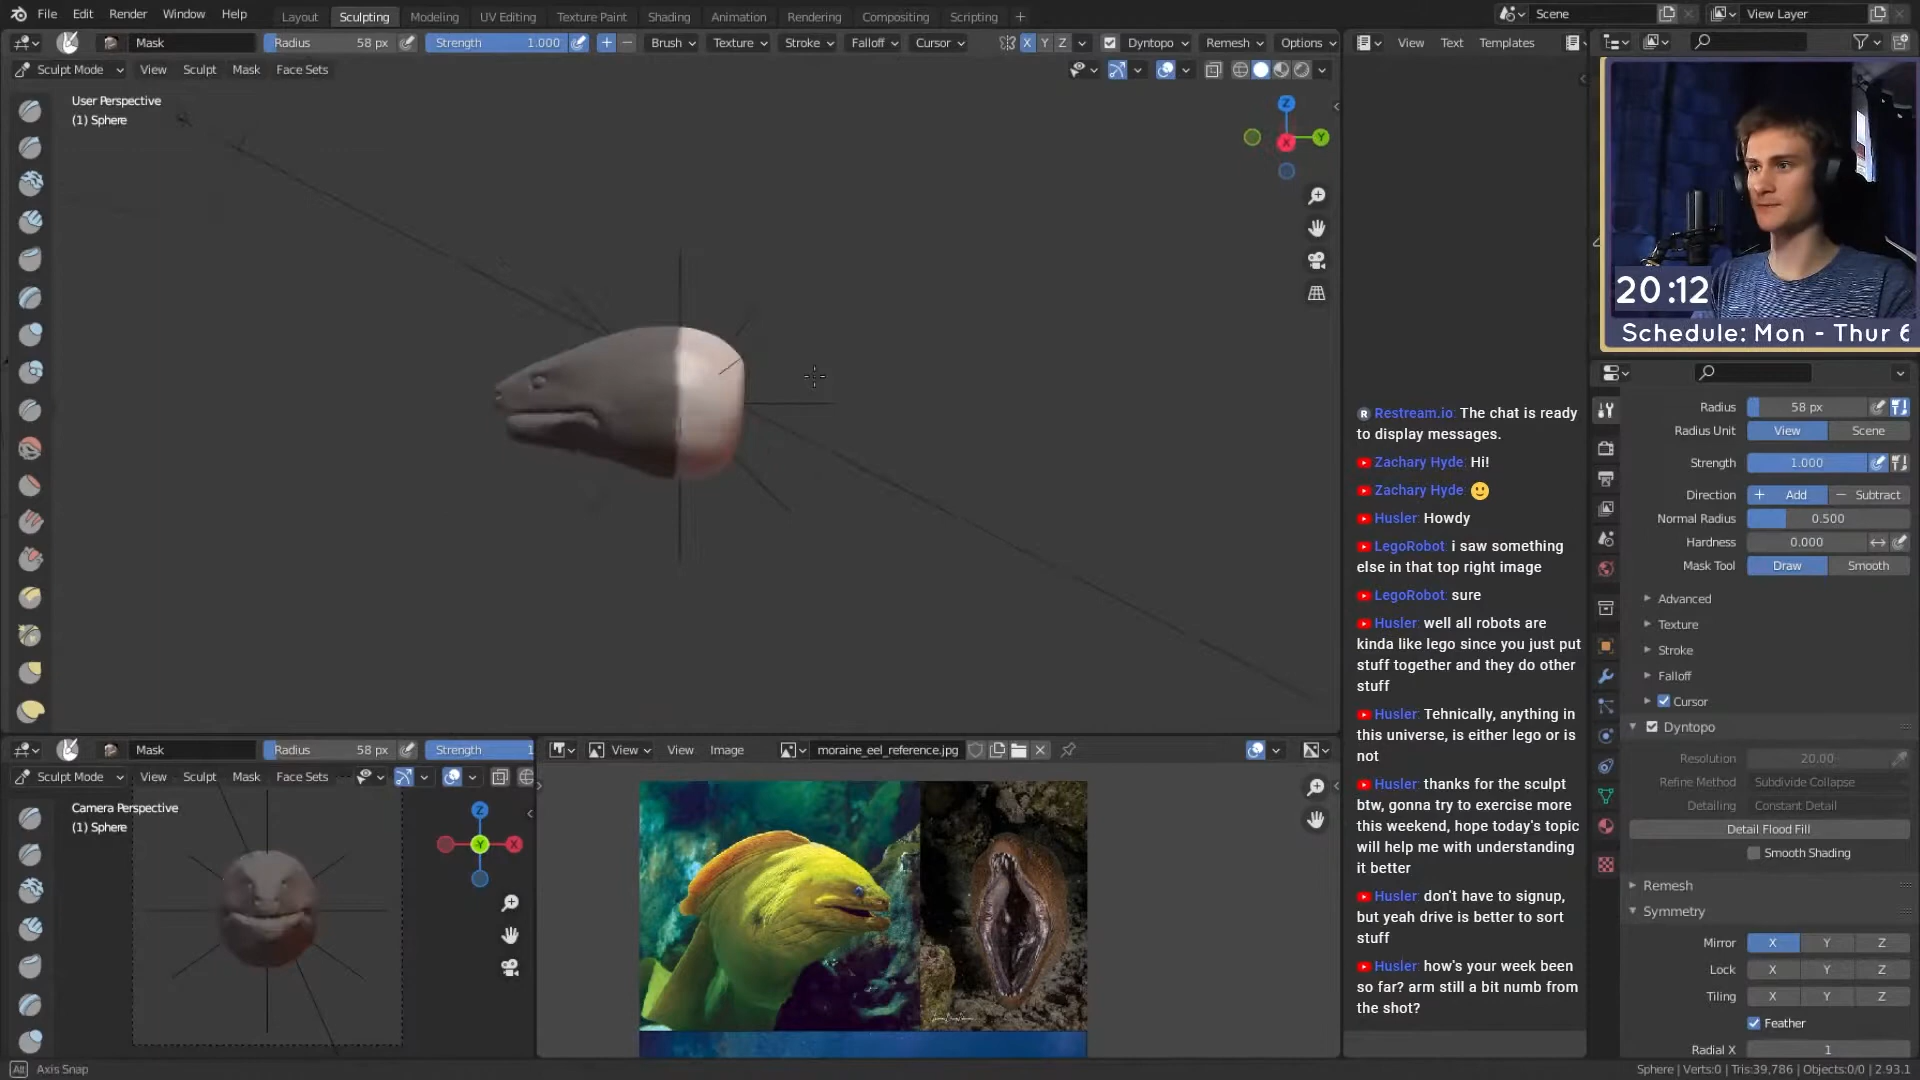 File Edit Render Window Help
Layout Sculpting Modeling UV Editing Texture Paint Shading Animation Rendering Compositing Scripting +
Scene View Layer
Mask Radius 58 px Strength 1.000 Brush Texture Stroke Falloff Cursor X Y Z Dyntopo Remesh Options
View Text Templates
Sculpt Mode View Sculpt Mask Face Sets
User Perspective
(1) Sphere
Z
Y
X
20:12
Schedule: Mon - Thur 6
Restream.io: The chat is ready
to display messages.
Zachary Hyde: Hi!
Zachary Hyde: 🙂
Husler: Howdy
LegoRobot: i saw something
else in that top right image
LegoRobot: sure
Husler: well all robots are
kinda like lego since you just put
stuff together and they do other
stuff
Husler: Tehnically, anything in
this universe, is either lego or is
not
Husler: thanks for the sculpt
btw, gonna try to exercise more
this weekend, hope today's topic
will help me with understanding
it better
Husler: don't have to signup,
but yeah drive is better to sort
stuff
Husler: how's your week been
so far? arm still a bit numb from
the shot?
Radius 58 px
Radius Unit View Scene
Strength 1.000
Direction + Add − Subtract
Normal Radius 0.500
Hardness 0.000
Mask Tool Draw Smooth
Advanced
Texture
Stroke
Falloff
Cursor
Dyntopo
Resolution 20.00
Refine Method Subdivide Collapse
Detailing Constant Detail
Detail Flood Fill
Smooth Shading
Remesh
Symmetry
Mirror X Y Z
Lock X Y Z
Tiling X Y Z
Feather
Radial X 1
Mask Radius 58 px Strength 1
View View Image moraine_eel_reference.jpg
Sculpt Mode View Sculpt Mask Face Sets
Camera Perspective
(1) Sphere
Z
Y
X
Alt Axis Snap
Sphere | Verts:0 | Tris:39,786 | Objects:0/0 | 2.93.1